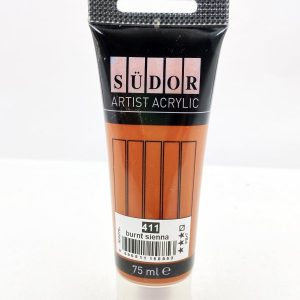 SÜDOR
ARTIST ACRYLIC
411
burnt sienna
75 ml e